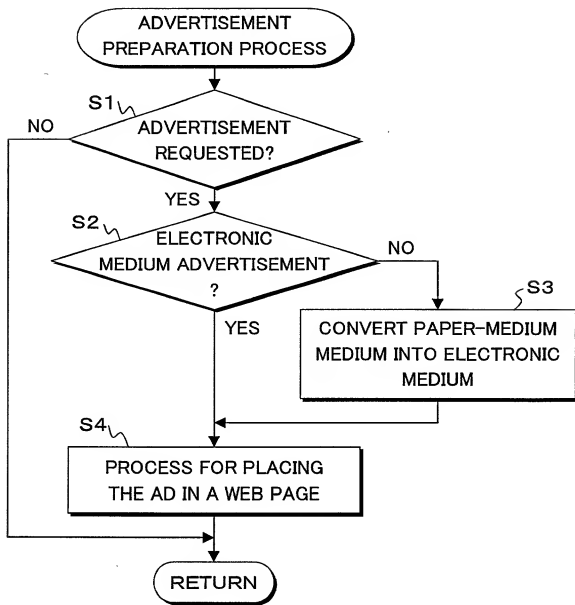 ADVERTISEMENT
PREPARATION PROCESS
S1
NO
ADVERTISEMENT
REQUESTED?
YES
S2
ELECTRONIC
MEDIUM ADVERTISEMENT
?
NO
YES
S3
CONVERT PAPER-MEDIUM
MEDIUM INTO ELECTRONIC
MEDIUM
S4
PROCESS FOR PLACING
THE AD IN A WEB PAGE
RETURN